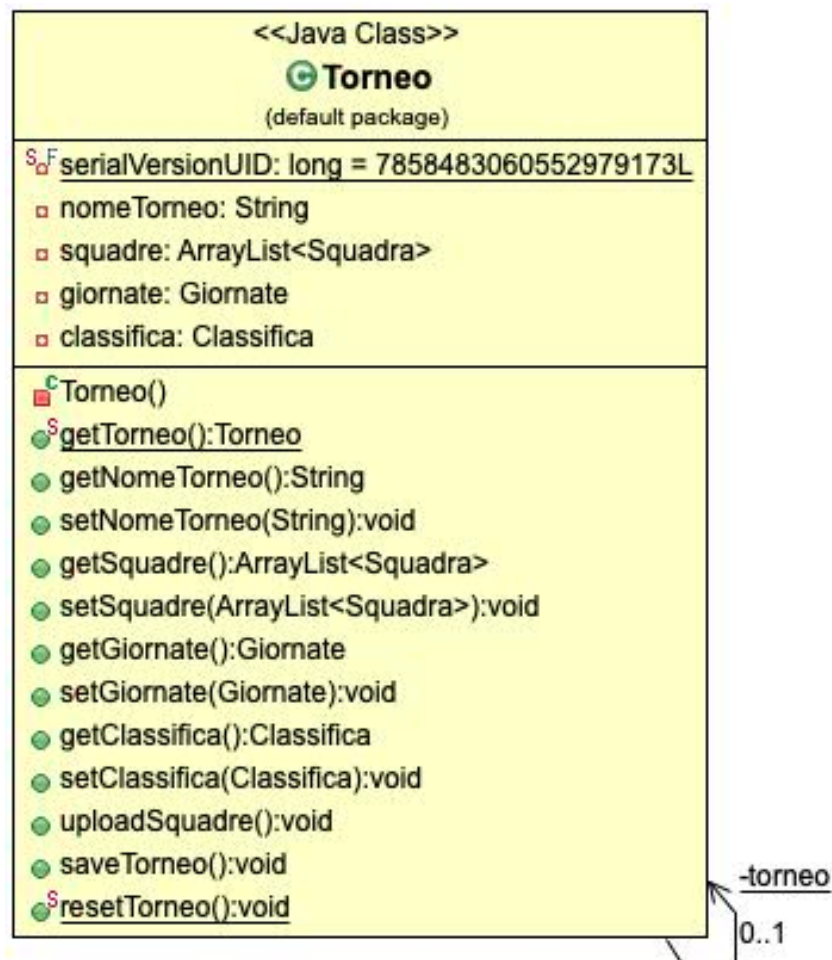 <<Java Class>>
C Torneo
(default package)
S F serialVersionUID: long = 7858483060552979173L
nomeTorneo: String
squadre: ArrayList<Squadra>
giornate: Giornate
classifica: Classifica
C Torneo()
S getTorneo():Torneo
getNomeTorneo():String
setNomeTorneo(String):void
getSquadre():ArrayList<Squadra>
setSquadre(ArrayList<Squadra>):void
getGiornate():Giornate
setGiornate(Giornate):void
getClassifica():Classifica
setClassifica(Classifica):void
uploadSquadre():void
saveTorneo():void
S resetTorneo():void
-torneo
0..1